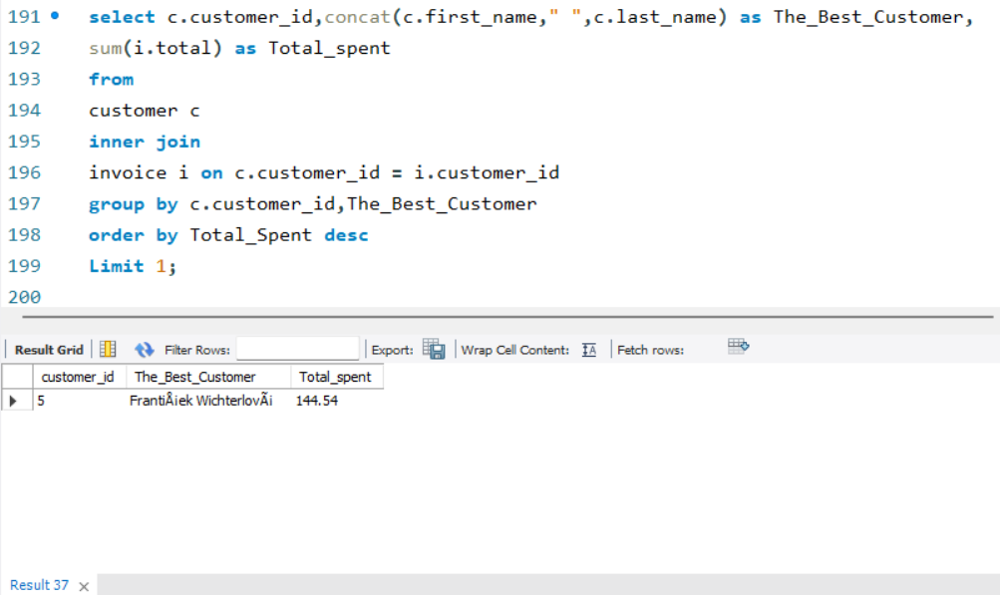 191 select c.customer_id,concat(c.first_name," ",c.last_name) as The_Best_Customer,
192 sum(i.total) as Total_spent
193 from
194 customer c
195 inner join
196 invoice i on c.customer_id = i.customer_id
197 group by c.customer_id,The_Best_Customer
198 order by Total_Spent desc
199 Limit 1;
200
Result Grid Filter Rows: Export: Wrap Cell Content: IA Fetch rows:
customer_id The_Best_Customer Total_spent
5 FrantiÅ¡ek WichterlovÃ¡ 144.54
Result 37